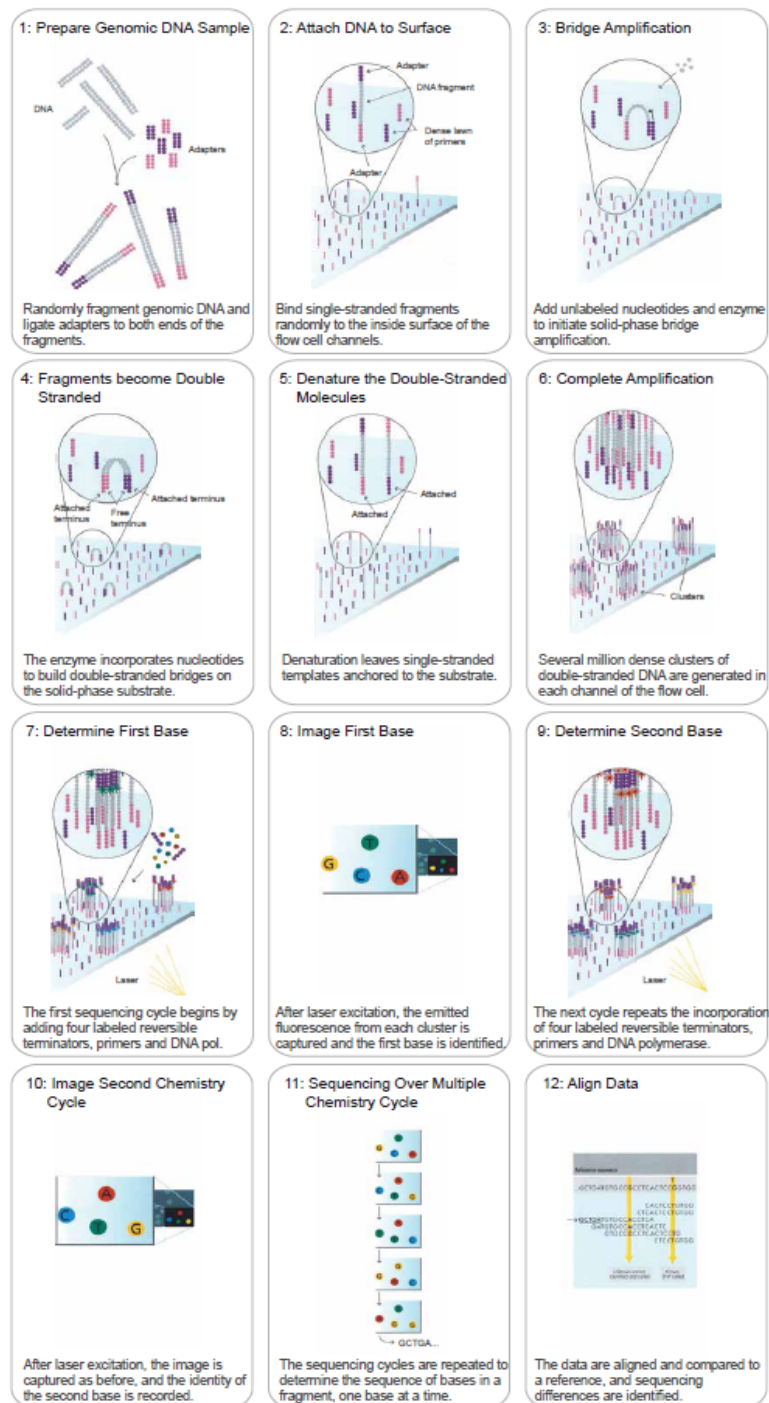 1: Prepare Genomic DNA Sample
DNA
Adapters
Randomly fragment genomic DNA and
ligate adapters to both ends of the
fragments.
2: Attach DNA to Surface
Adapter
DNA fragment
Dense lawn
of primers
Adapter
Bind single-stranded fragments
randomly to the inside surface of the
flow cell channels.
3: Bridge Amplification
Add unlabeled nucleotides and enzyme
to initiate solid-phase bridge
amplification.
4: Fragments become Double
Stranded
Attached terminus
Attached
terminus
Free
terminus
The enzyme incorporates nucleotides
to build double-stranded bridges on
the solid-phase substrate.
5: Denature the Double-Stranded
Molecules
Attached
Attached
Denaturation leaves single-stranded
templates anchored to the substrate.
6: Complete Amplification
Clusters
Several million dense clusters of
double-stranded DNA are generated in
each channel of the flow cell.
7: Determine First Base
Laser
The first sequencing cycle begins by
adding four labeled reversible
terminators, primers and DNA pol.
8: Image First Base
T
G
C
A
After laser excitation, the emitted
fluorescence from each cluster is
captured and the first base is identified.
9: Determine Second Base
Laser
The next cycle repeats the incorporation
of four labeled reversible terminators,
primers and DNA polymerase.
10: Image Second Chemistry
Cycle
A
C
T
G
After laser excitation, the image is
captured as before, and the identity of
the second base is recorded.
11: Sequencing Over Multiple
Chemistry Cycle
GCTGA...
The sequencing cycles are repeated to
determine the sequence of bases in a
fragment, one base at a time.
12: Align Data
Reference sequence
CACTCCTGTGG
CTCACTCCTGTGG
The data are aligned and compared to
a reference, and sequencing
differences are identified.